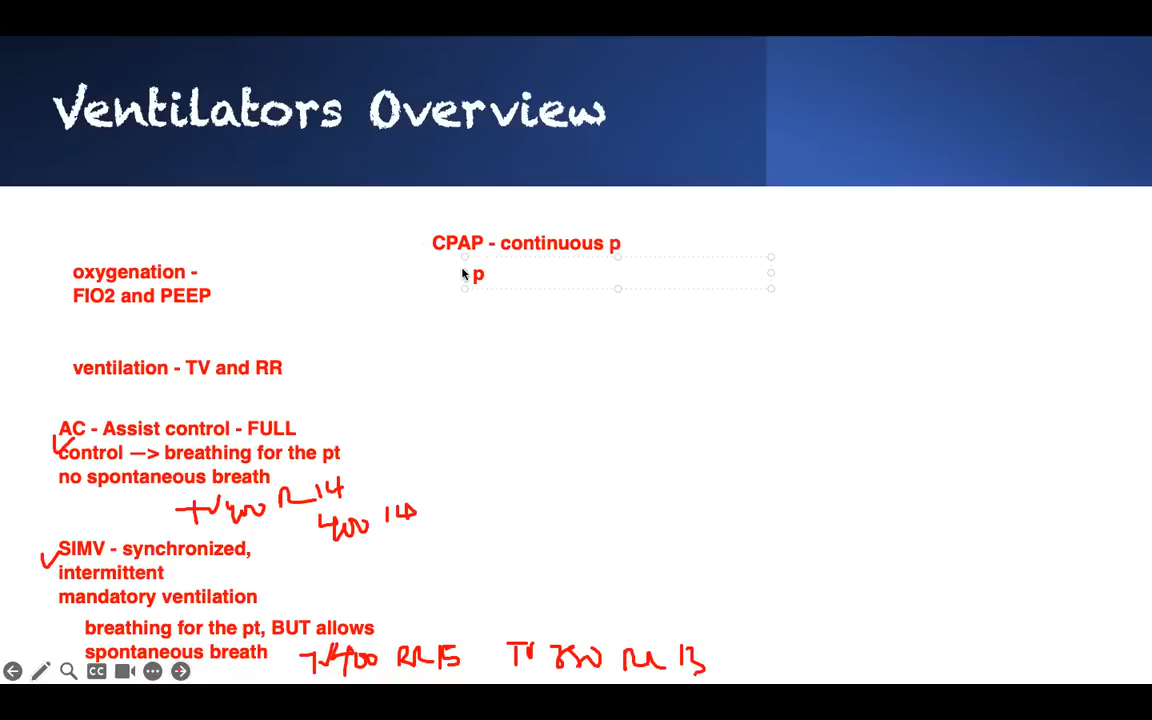 Ventilators Overview
CPAP - continuous p
p
oxygenation -
FIO2 and PEEP
ventilation - TV and RR
AC - Assist control - FULL
control —> breathing for the pt
no spontaneous breath
TV 400 R 14
400 14
SIMV - synchronized,
intermittent
mandatory ventilation
breathing for the pt, BUT allows
spontaneous breath
TV 400 RR 15 TV RR 13
CC